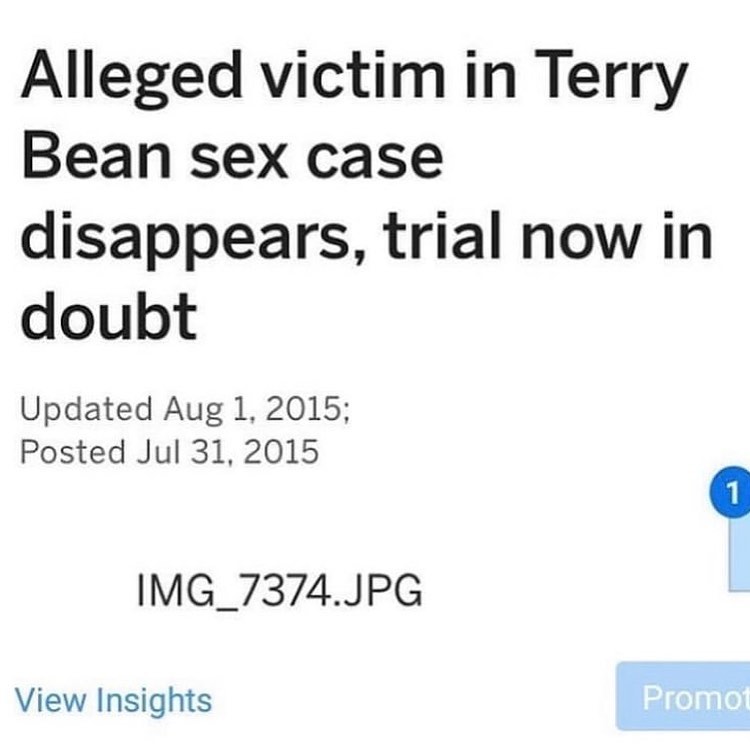 Alleged victim in Terry
Bean sex case
disappears, trial now in
doubt
Updated Aug 1, 2015;
Posted Jul 31, 2015
1
IMG_7374.JPG
View Insights
Promot